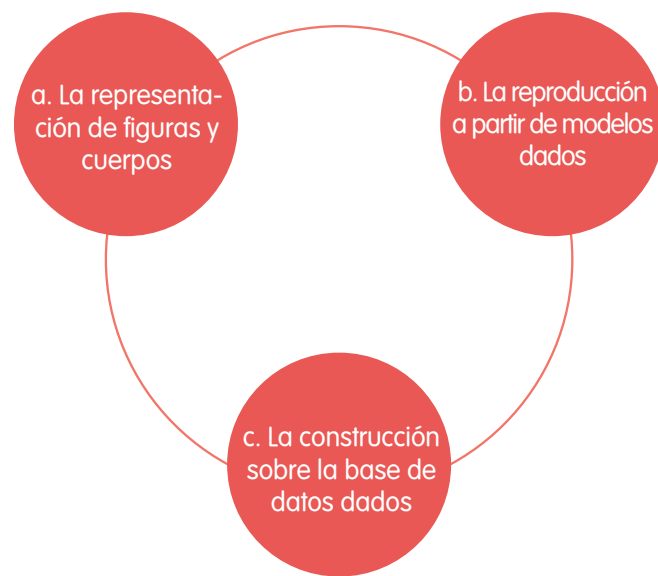 a. La representa-
ción de figuras y
cuerpos
b. La reproducción
a partir de modelos
dados
c. La construcción
sobre la base de
datos dados